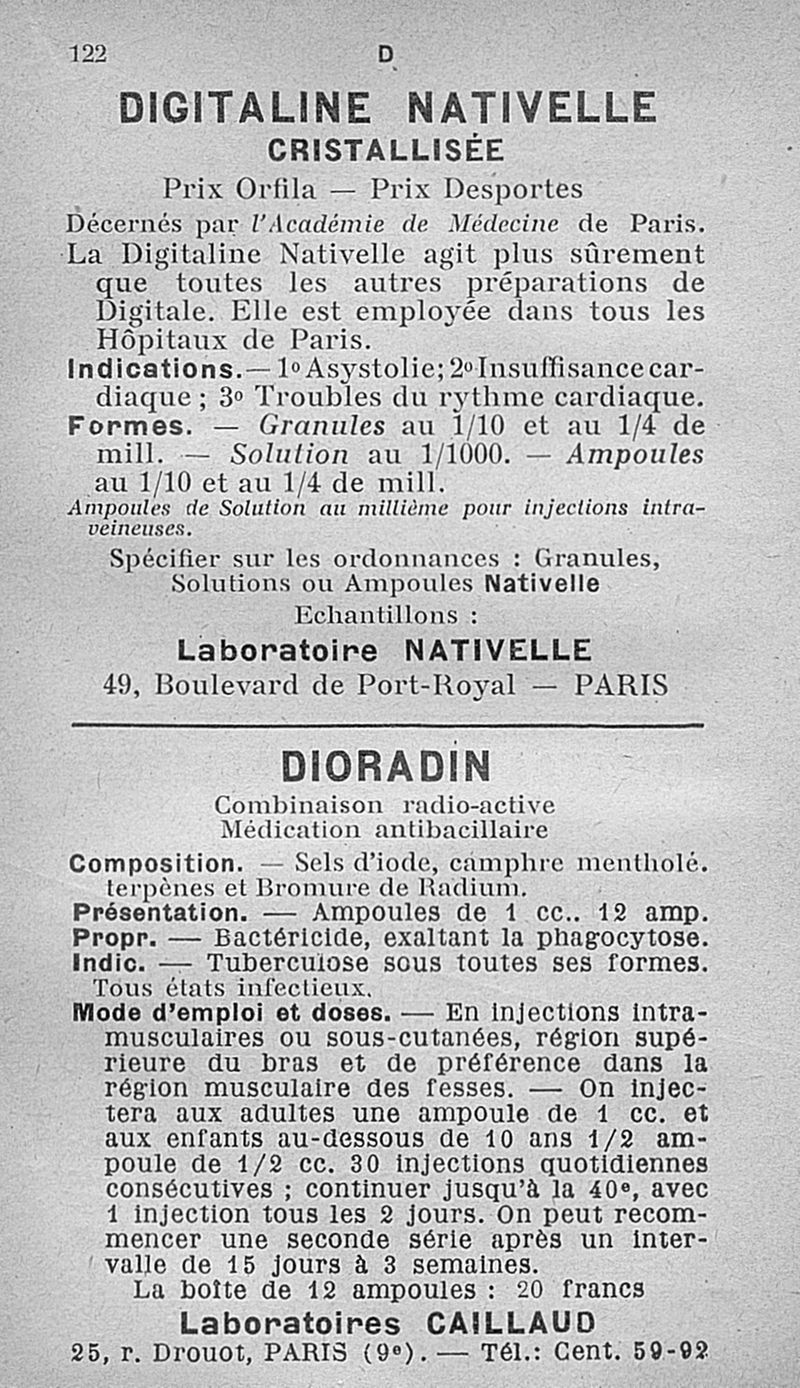 122 D
DIGITALINE NATIVELLE
CRISTALLISÉE
Prix Orfila — Prix Desportes
Décernés par l'Académie de Médecine de Paris.
La Digitaline Nativelle agit plus sûrement
que toutes les autres préparations de
Digitale. Elle est employée dans tous les
Hôpitaux de Paris.
Indications. — 1º Asystolie; 2º Insuffisance car-
diaque ; 3º Troubles du rythme cardiaque.
Formes. — Granules au 1/10 et au 1/4 de
mill. — Solution au 1/1000. — Ampoules
au 1/10 et au 1/4 de mill.
Ampoules de Solution au millième pour injections intra-
veineuses.
Spécifier sur les ordonnances : Granules,
Solutions ou Ampoules Nativelle
Echantillons :
Laboratoire NATIVELLE
49, Boulevard de Port-Royal — PARIS
DIORADIN
Combinaison radio-active
Médication antibacillaire
Composition. — Sels d'iode, camphre mentholé.
terpènes et Bromure de Radium.
Présentation. — Ampoules de 1 cc.. 12 amp.
Propr. — Bactéricide, exaltant la phagocytose.
Indic. — Tuberculose sous toutes ses formes.
Tous états infectieux.
Mode d'emploi et doses. — En injections intra-
musculaires ou sous-cutanées, région supé-
rieure du bras et de préférence dans la
région musculaire des fesses. — On injec-
tera aux adultes une ampoule de 1 cc. et
aux enfants au-dessous de 10 ans 1/2 am-
poule de 1/2 cc. 30 injections quotidiennes
consécutives ; continuer jusqu'à la 40e, avec
1 injection tous les 2 jours. On peut recom-
mencer une seconde série après un inter-
valle de 15 jours à 3 semaines.
La boîte de 12 ampoules : 20 francs
Laboratoires CAILLAUD
25, r. Drouot, PARIS (9e). — Tél.: Cent. 59-92